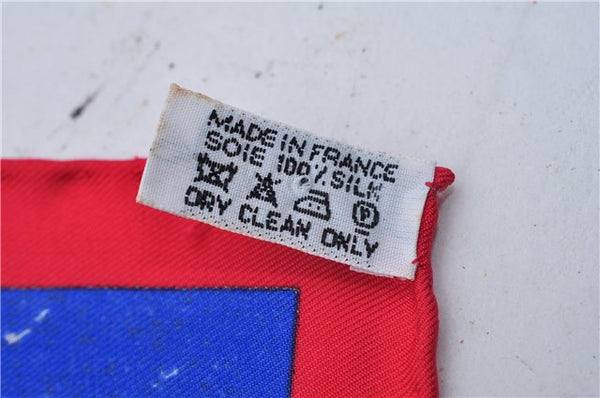 MADE IN FRANCE
SOIE 100% SILK
P
DRY CLEAN ONLY